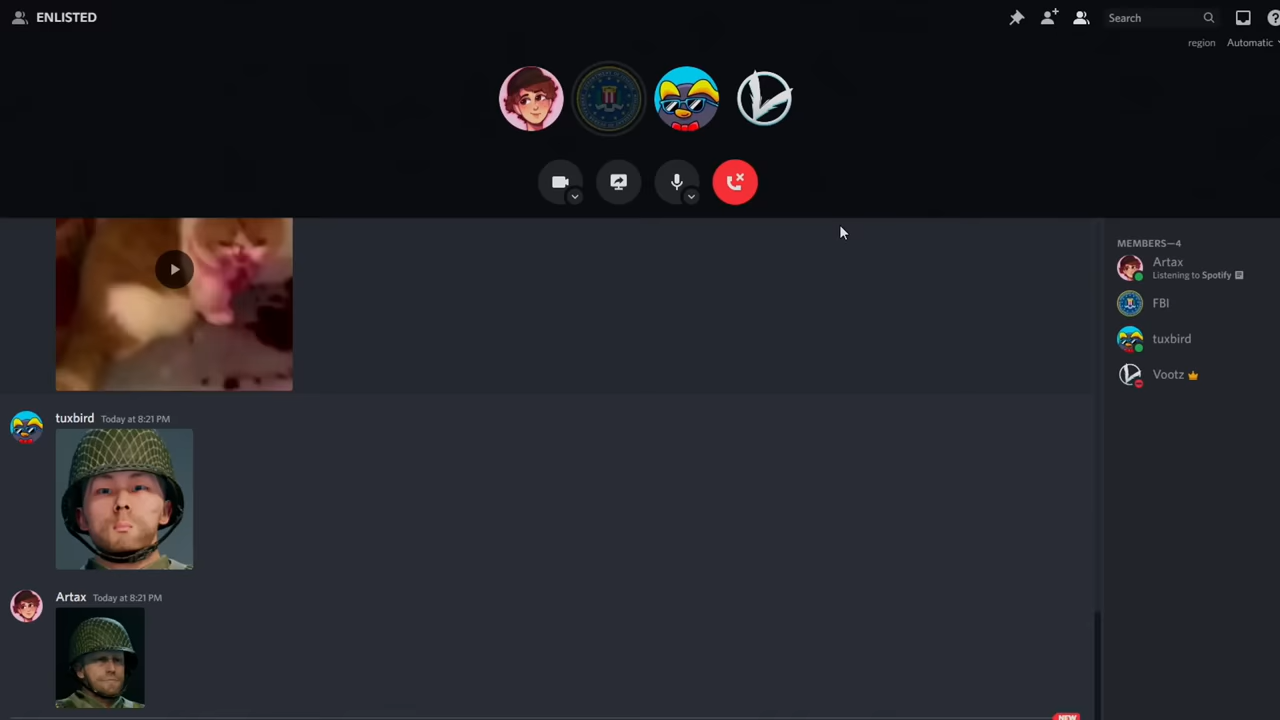 ENLISTED
Search
region Automatic
MEMBERS—4
Artax
Listening to Spotify
FBI
tuxbird
Vootz
tuxbird Today at 8:21 PM
Artax Today at 8:21 PM
NEW